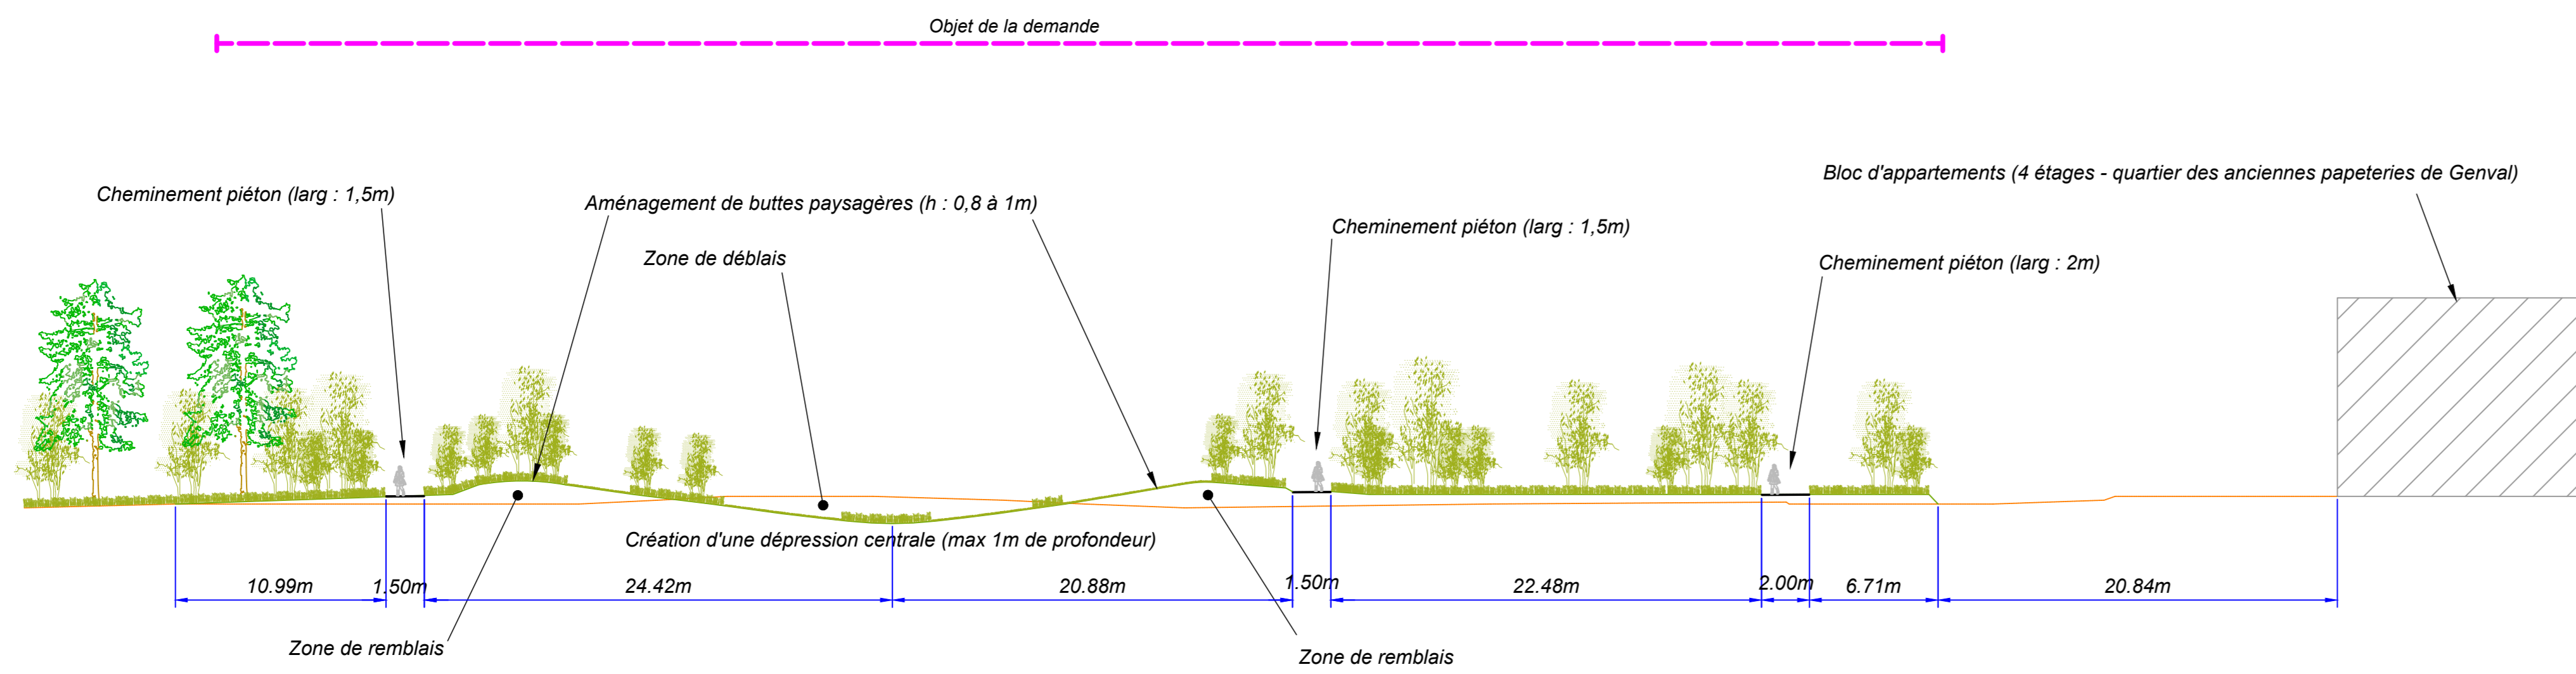 Objet de la demande
Bloc d'appartements (4 étages - quartier des anciennes papeteries de Genval)
Cheminement piéton (larg : 1,5m)
Aménagement de buttes paysagères (h : 0,8 à 1m)
Cheminement piéton (larg : 1,5m)
Zone de déblais
Cheminement piéton (larg : 2m)
Création d'une dépression centrale (max 1m de profondeur)
10.99m
1.50m
24.42m
20.88m
1.50m
22.48m
2.00m
6.71m
20.84m
Zone de remblais
Zone de remblais